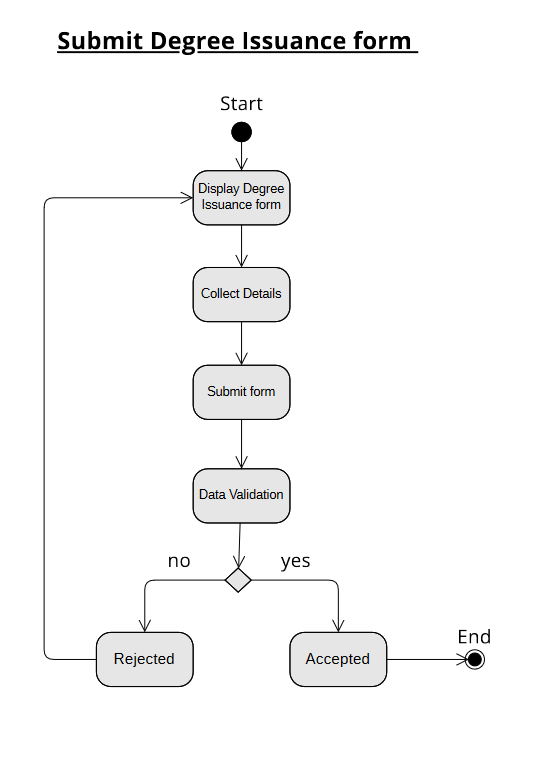 Submit Degree Issuance form
Start
Display Degree
Issuance form
Collect Details
Submit form
Data Validation
no
yes
Rejected
Accepted
End